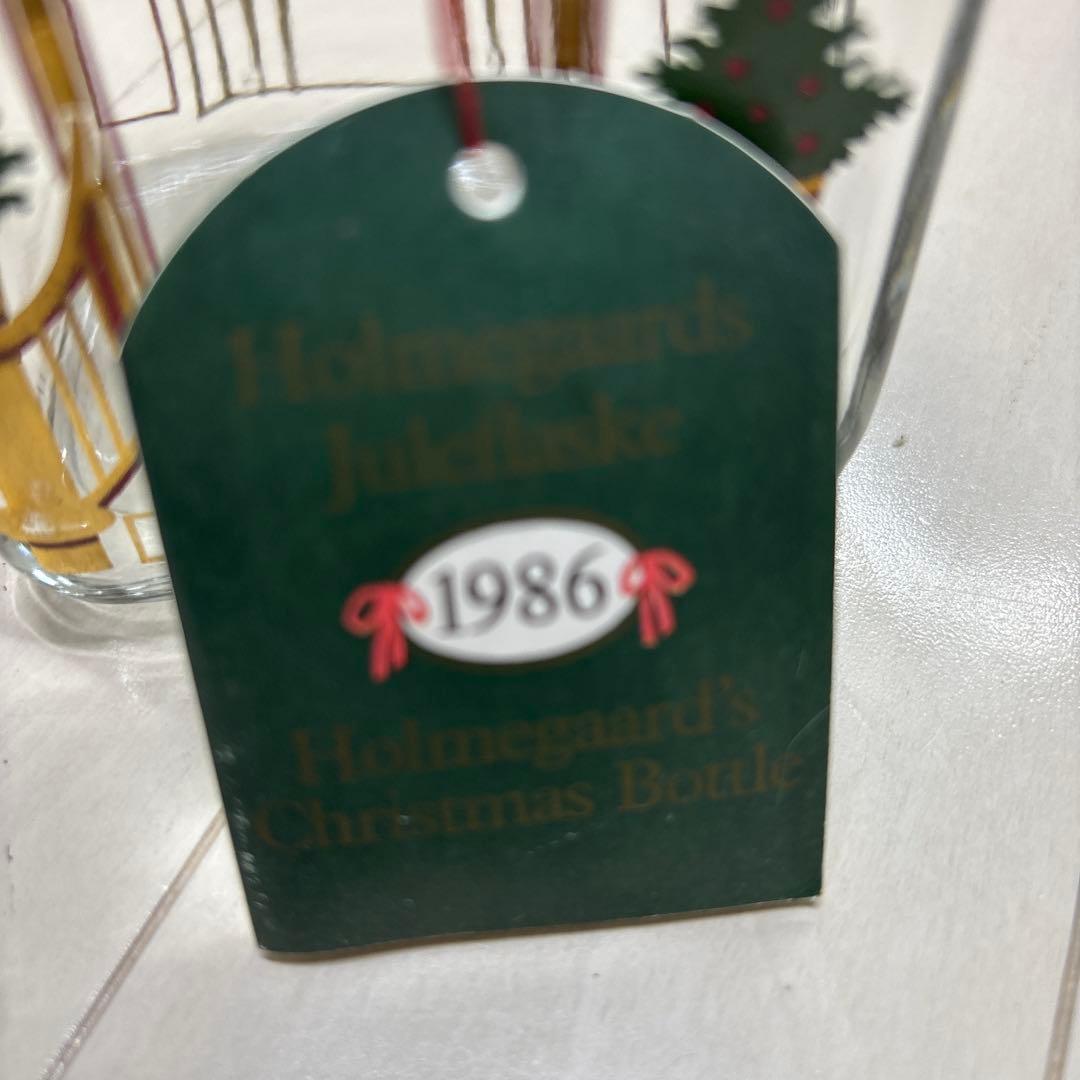 Holmegaards
Juleflaske
1986
Holmegaard's
Christmas Bottle